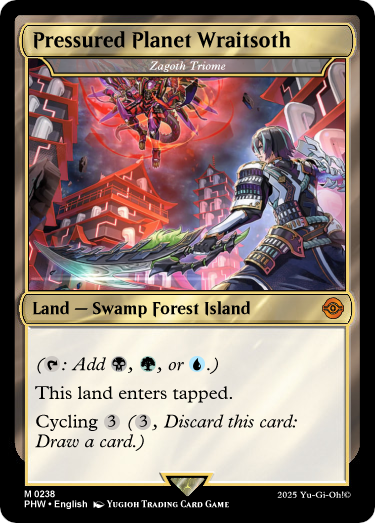 Pressured Planet Wraitsoth
Zagoth Triome
Land — Swamp Forest Island
(: Add , , or .)
This land enters tapped.
Cycling 3 (3, Discard this card:
Draw a card.)
M 0238
PHW • English YUGIOH TRADING CARD GAME
2025 Yu-Gi-Oh!©